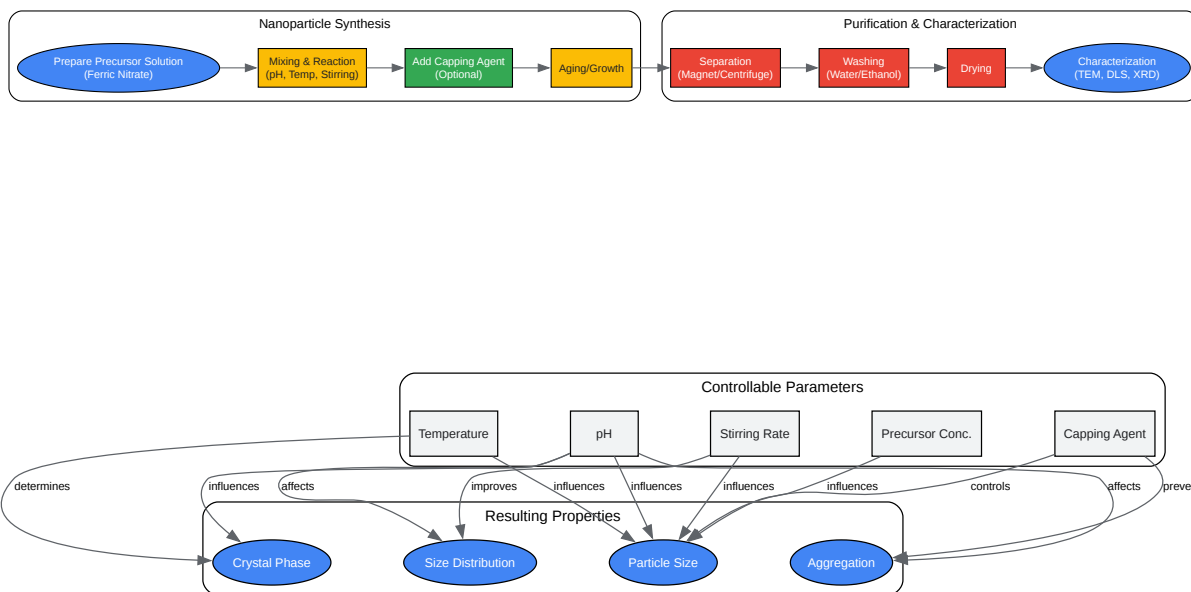 Nanoparticle Synthesis
Purification & Characterization
Prepare Precursor Solution
(Ferric Nitrate)
Mixing & Reaction
(pH, Temp, Stirring)
Add Capping Agent
(Optional)
Aging/Growth
Separation
(Magnet/Centrifuge)
Washing
(Water/Ethanol)
Drying
Characterization
(TEM, DLS, XRD)
Controllable Parameters
Temperature
pH
Stirring Rate
Precursor Conc.
Capping Agent
determines
influences
affects
improves
influences
influences
influences
influences
controls
affects
preve
Resulting Properties
Crystal Phase
Size Distribution
Particle Size
Aggregation